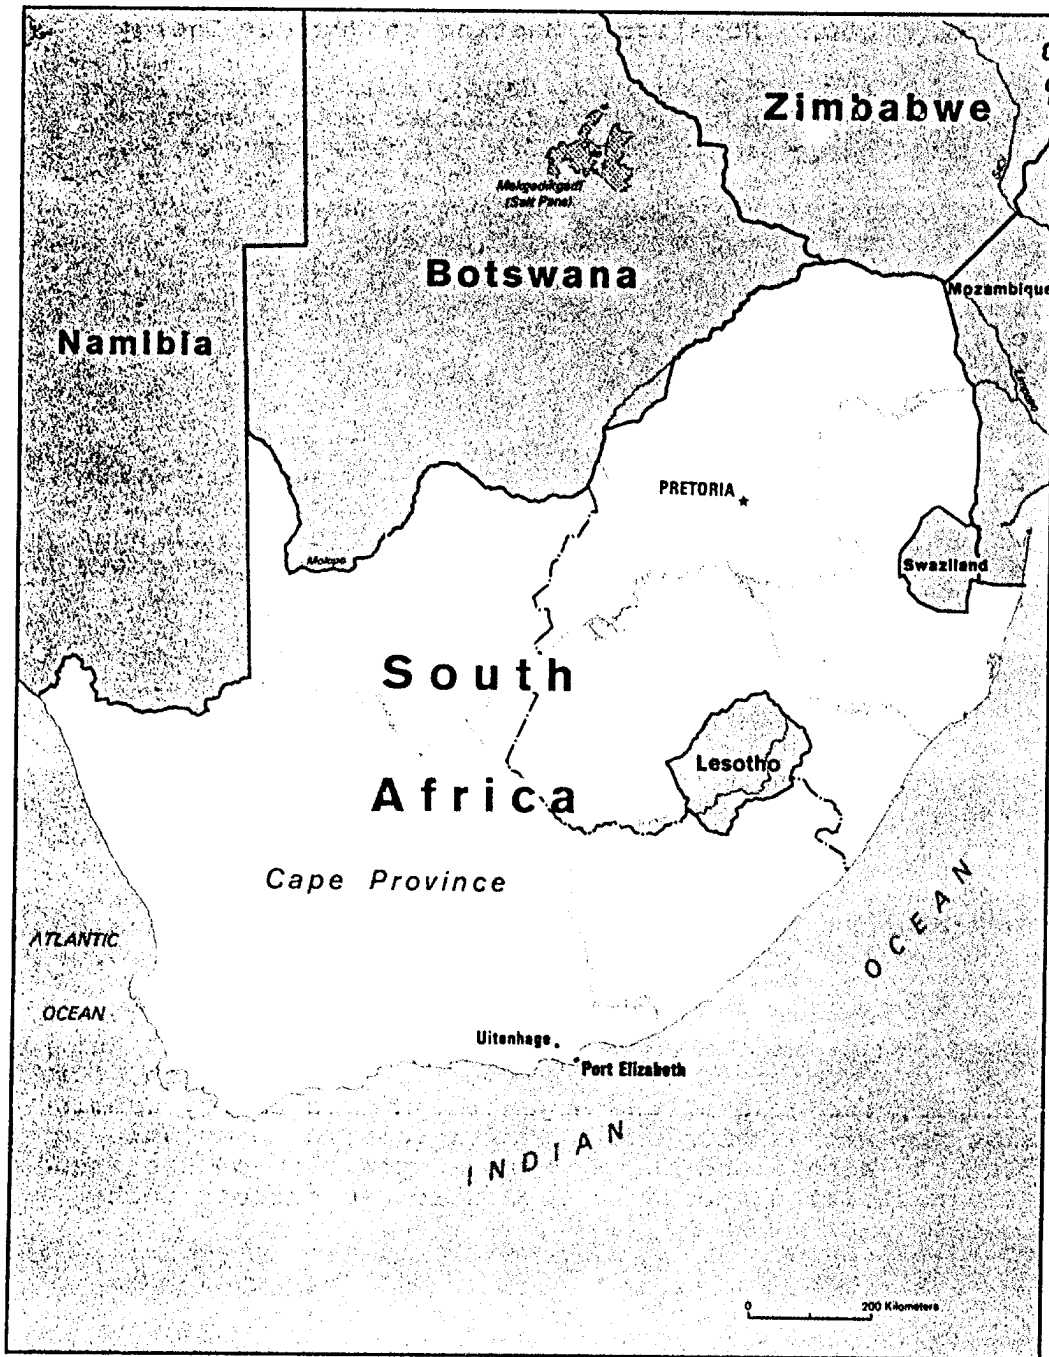 Zimbabwe
Makgadikgadi
(Salt Pans)
Botswana
Mozambique
Namibia
PRETORIA
Swaziland
Molopo
South
Lesotho
Africa
Cape Province
OCEAN
ATLANTIC
OCEAN
Uitenhage
Port Elizabeth
INDIAN
0 200 Kilometers